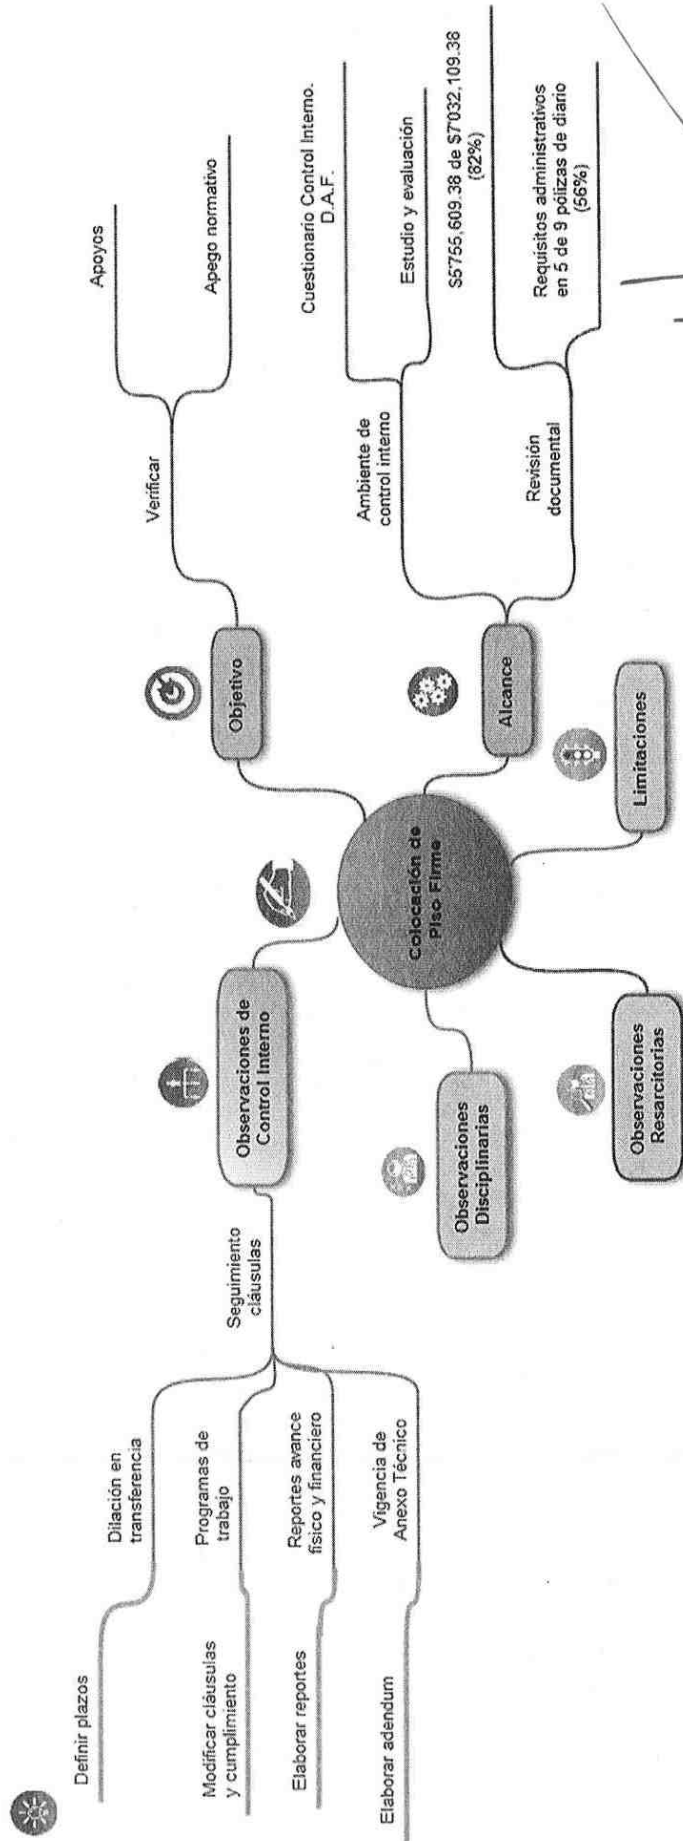 Colocación de
Piso Firme
Objetivo
Verificar
Apoyos
Apego normativo
Alcance
Ambiente de
control interno
Cuestionario Control Interno.
D.A.F.
Estudio y evaluación
Revisión
documental
$5'755,609.38 de $7'032,109.38
(82%)
Requisitos administrativos
en 5 de 9 pólizas de diario
(56%)
Limitaciones
Observaciones
Resarcitorias
Observaciones
Disciplinarias
Observaciones de
Control Interno
Seguimiento
cláusulas
Dilación en
transferencia
Definir plazos
Programas de
trabajo
Modificar cláusulas
y cumplimiento
Reportes avance
físico y financiero
Elaborar reportes
Vigencia de
Anexo Técnico
Elaborar adendum